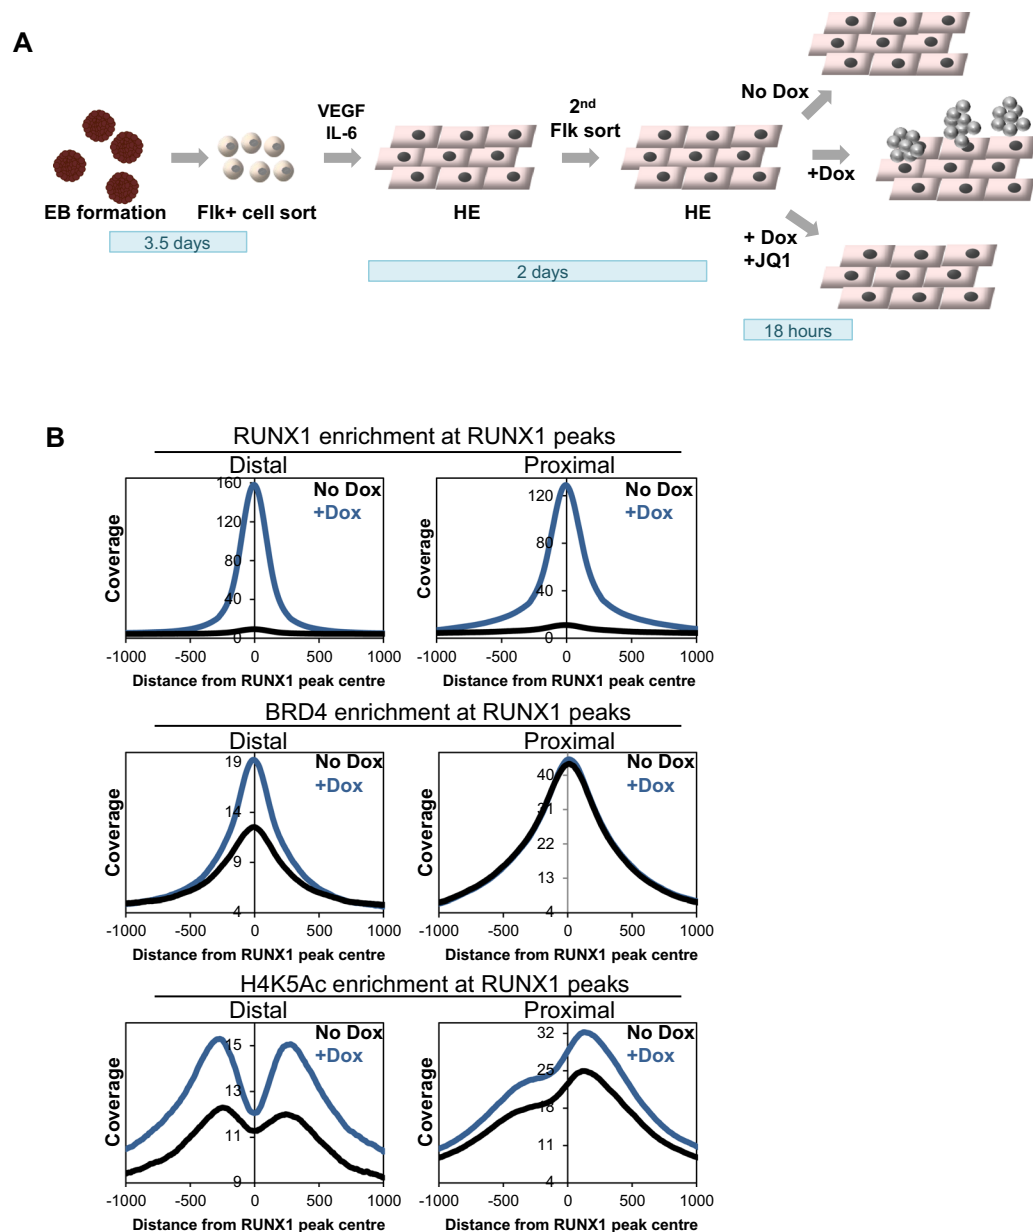 A
VEGF
IL-6
2nd
Flk sort
No Dox
+Dox
+ Dox
+JQ1
EB formation
Flk+ cell sort
HE
HE
3.5 days
2 days
18 hours
B
RUNX1 enrichment at RUNX1 peaks
Distal
Proximal
Coverage
160
120
80
40
0
No Dox
+Dox
-1000 -500 0 500 1000
Distance from RUNX1 peak centre
Coverage
120
80
40
0
No Dox
+Dox
-1000 -500 0 500 1000
Distance from RUNX1 peak centre
BRD4 enrichment at RUNX1 peaks
Distal
Proximal
Coverage
19
14
9
4
No Dox
+Dox
-1000 -500 0 500 1000
Distance from RUNX1 peak centre
Coverage
40
31
22
13
4
No Dox
+Dox
-1000 -500 0 500 1000
Distance from RUNX1 peak centre
H4K5Ac enrichment at RUNX1 peaks
Distal
Proximal
Coverage
15
13
11
9
No Dox
+Dox
-1000 -500 0 500 1000
Distance from RUNX1 peak centre
Coverage
32
25
18
11
4
No Dox
+Dox
-1000 -500 0 500 1000
Distance from RUNX1 peak centre